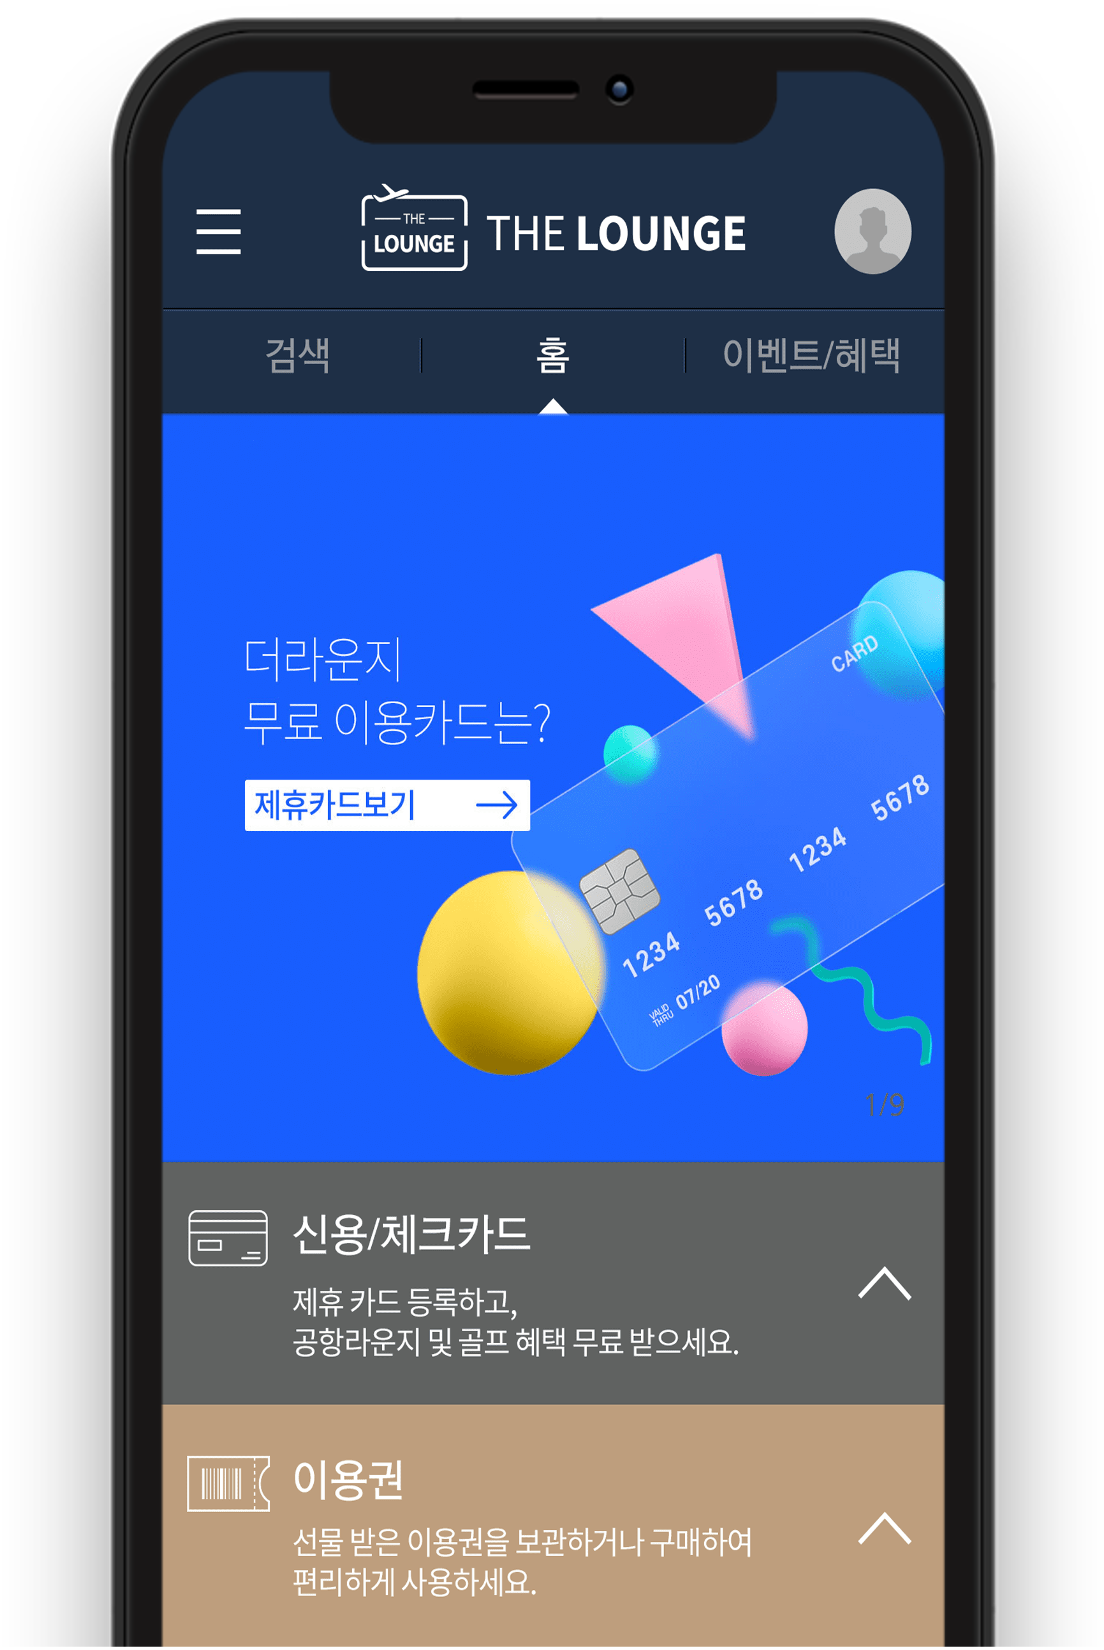 THE
LOUNGE
THE LOUNGE
검색
홈
이벤트/혜택
더라운지
무료 이용카드는?
제휴카드보기
CARD
1234 5678 1234 5678
VALID
THRU
07/20
1/9
신용/체크카드
제휴 카드 등록하고,
공항라운지 및 골프 혜택 무료 받으세요.
이용권
선물 받은 이용권을 보관하거나 구매하여
편리하게 사용하세요.